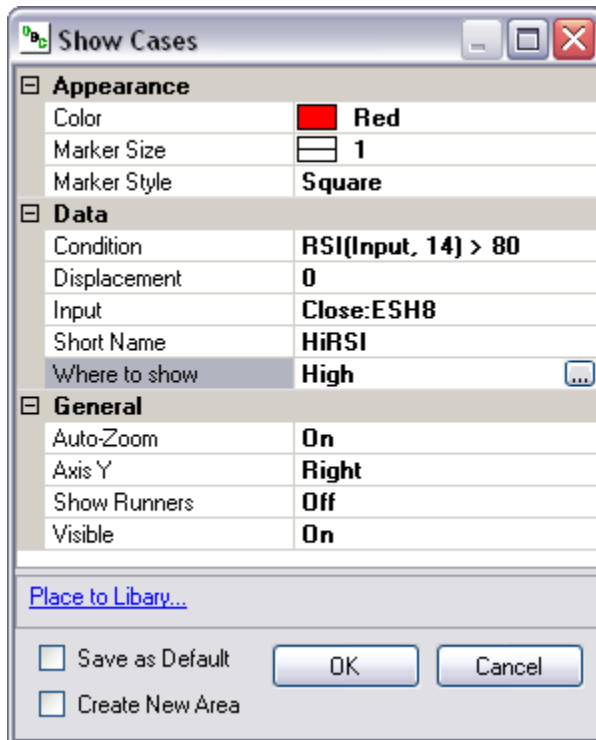 DBC Show Cases
Appearance
Color Red
Marker Size 1
Marker Style Square
Data
Condition RSI(Input, 14) > 80
Displacement 0
Input Close:ESH8
Short Name HiRSI
Where to show High ...
General
Auto-Zoom On
Axis Y Right
Show Runners Off
Visible On
Place to Libary...
Save as Default OK Cancel
Create New Area